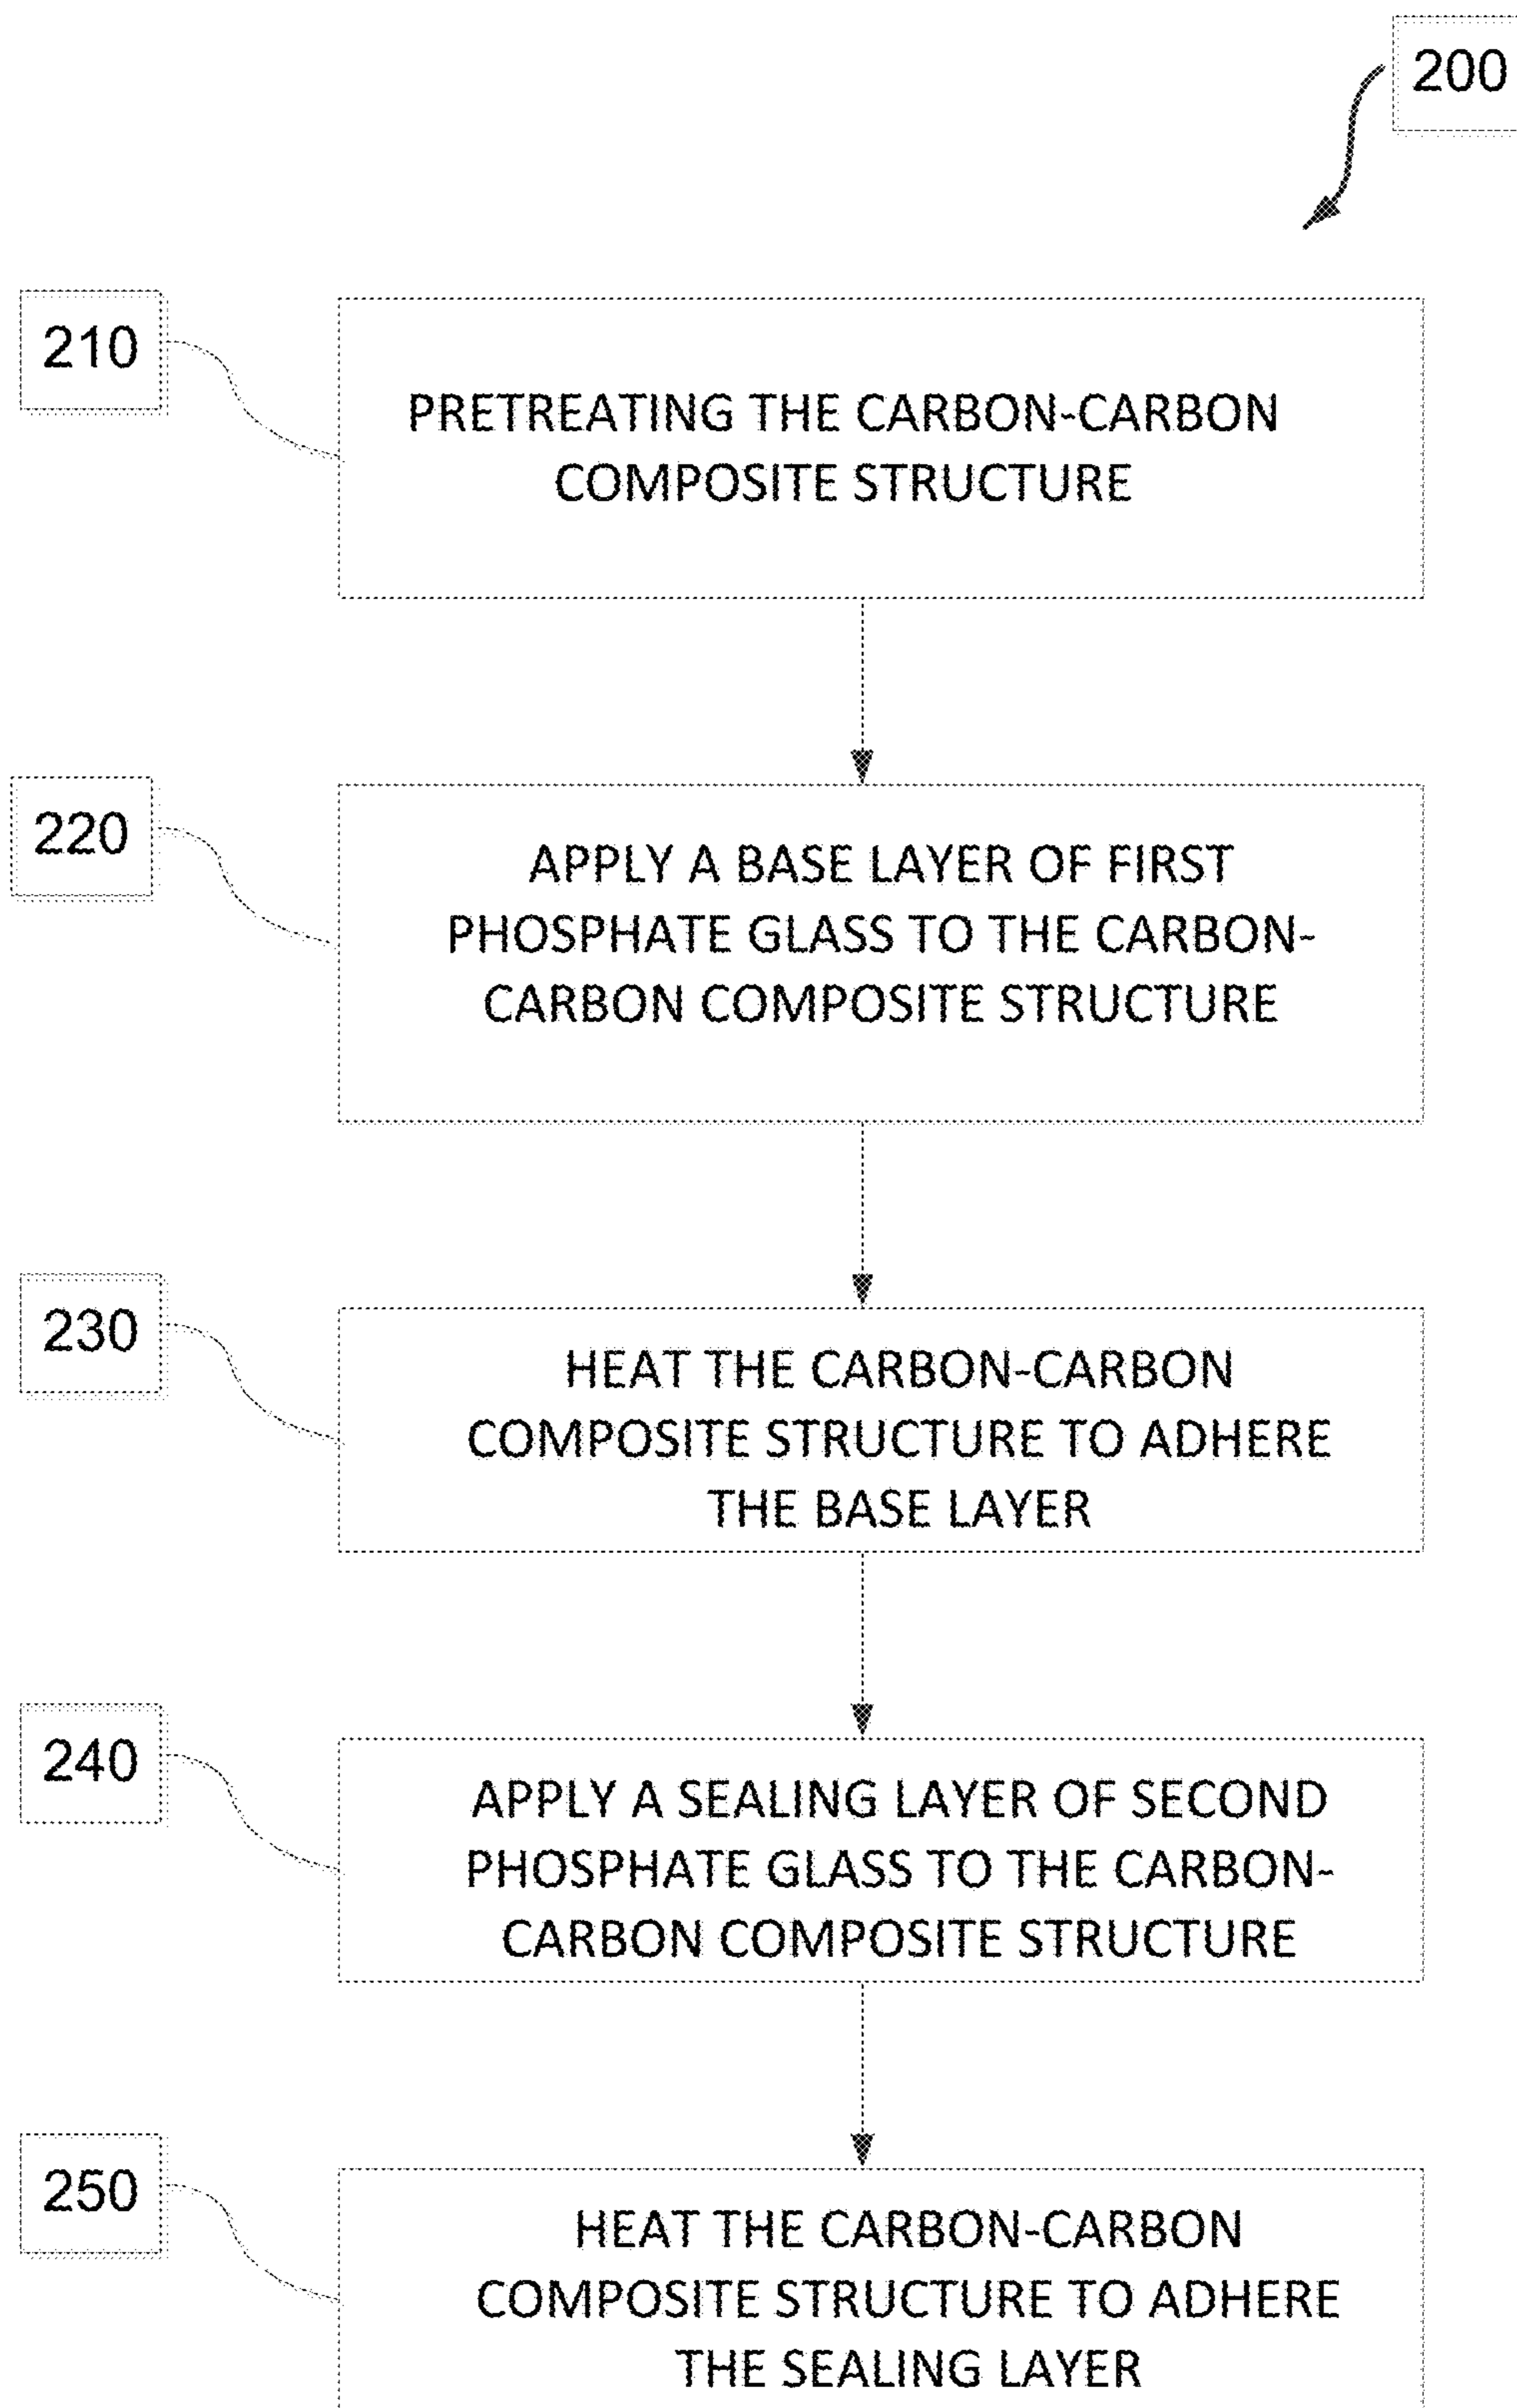 200
210
PRETREATING THE CARBON-CARBON
COMPOSITE STRUCTURE
220
APPLY A BASE LAYER OF FIRST
PHOSPHATE GLASS TO THE CARBON-
CARBON COMPOSITE STRUCTURE
230
HEAT THE CARBON-CARBON
COMPOSITE STRUCTURE TO ADHERE
THE BASE LAYER
240
APPLY A SEALING LAYER OF SECOND
PHOSPHATE GLASS TO THE CARBON-
CARBON COMPOSITE STRUCTURE
250
HEAT THE CARBON-CARBON
COMPOSITE STRUCTURE TO ADHERE
THE SEALING LAYER